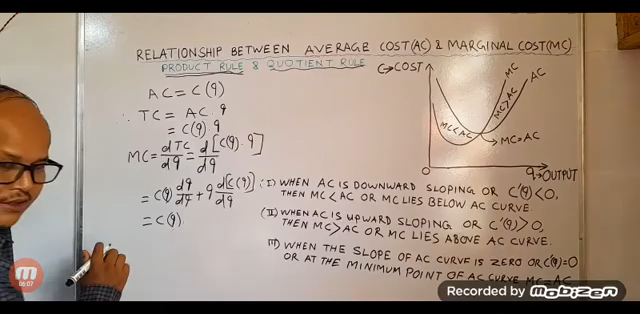 RELATIONSHIP BETWEEN AVERAGE COST(AC) & MARGINAL COST(MC)
PRODUCT RULE & QUOTIENT RULE
AC = C(q)
∴ TC = AC . q
= C(q) . q
MC = dTC/dq = d[C(q) . q]/dq
= C(q) dq/dq + q d[C(q)]/dq
= C(q)
C→COST
MC
AC
MC<AC
MC>AC
→MC=AC
O
q→OUTPUT
(I) WHEN AC IS DOWNWARD SLOPING OR C'(q)<0,
THEN MC<AC OR MC LIES BELOW AC CURVE.
(II) WHEN AC IS UPWARD SLOPING OR C'(q)>0,
THEN MC>AC OR MC LIES ABOVE AC CURVE.
III) WHEN THE SLOPE OF AC CURVE IS ZERO OR C'(q)=0
OR AT THE MINIMUM POINT OF AC CURVE MC=AC
M
06:07
Recorded by Mobizen